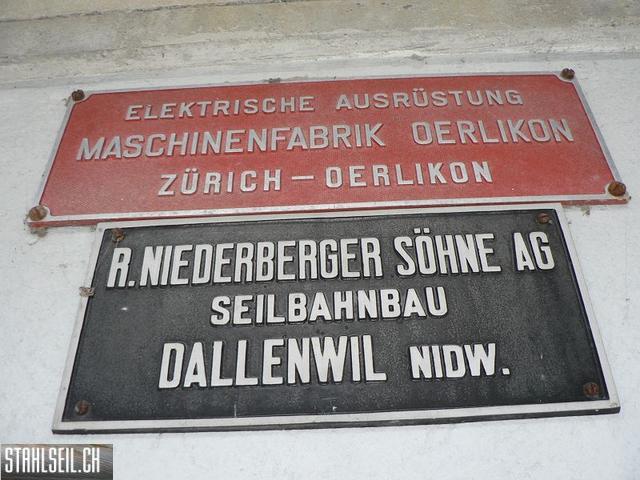 ELEKTRISCHE AUSRÜSTUNG
MASCHINENFABRIK OERLIKON
ZÜRICH – OERLIKON
R. NIEDERBERGER SÖHNE AG
SEILBAHNBAU
DALLENWIL NIDW.
STAHLSEIL.CH